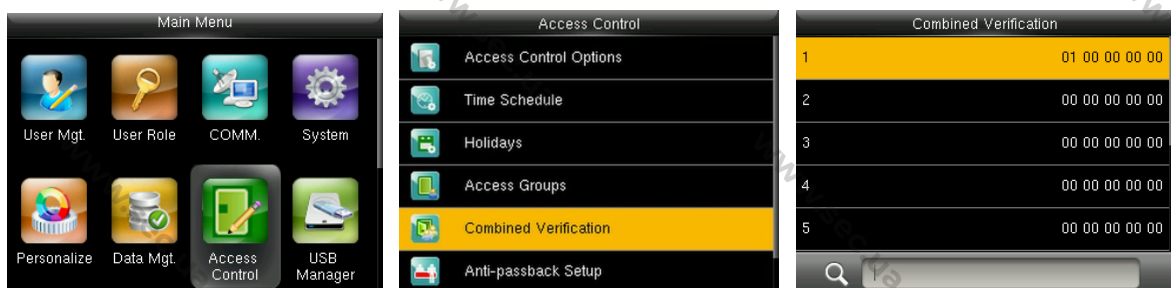 Main Menu
User Mgt.
User Role
COMM.
System
Personalize
Data Mgt.
Access
Control
USB
Manager
Access Control
Access Control Options
Time Schedule
Holidays
Access Groups
Combined Verification
Anti-passback Setup
Combined Verification
1 01 00 00 00 00
2 00 00 00 00 00
3 00 00 00 00 00
4 00 00 00 00 00
5 00 00 00 00 00